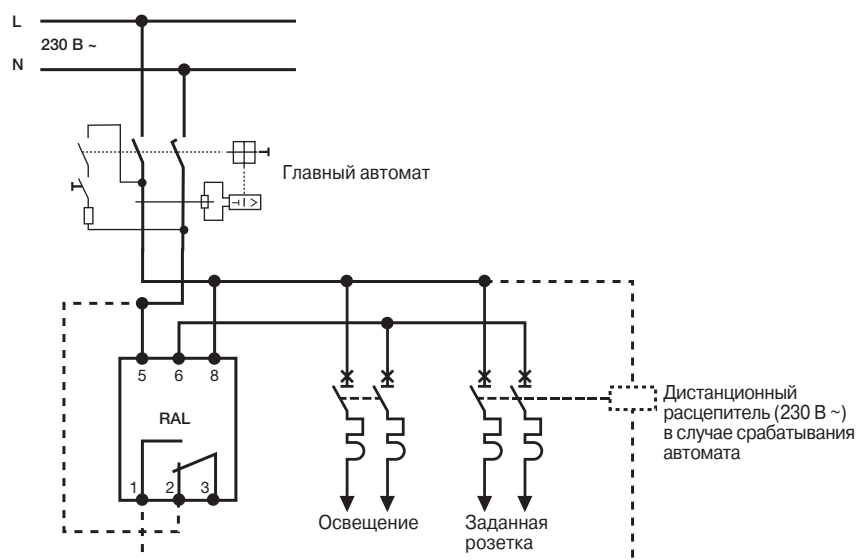 L
230 В ~
N
Главный автомат
5 6 8
RAL
1 2 3
Дистанционный
расцепитель (230 В ~)
в случае срабатывания
автомата
Освещение
Заданная
розетка